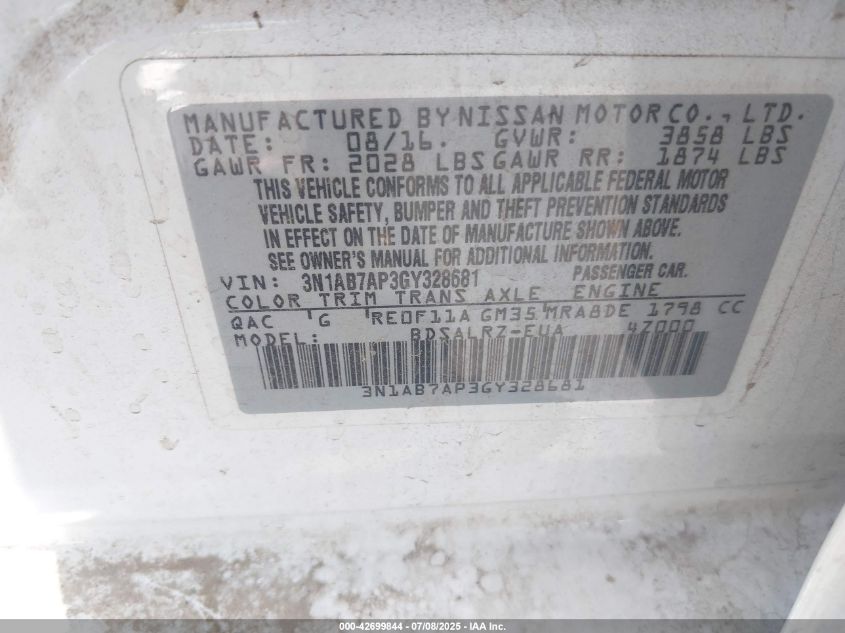 MANUFACTURED BY NISSAN MOTOR CO., LTD.
DATE: 08/16. GVWR: 3858 LBS
GAWR FR: 2028 LBS GAWR RR: 1874 LBS
THIS VEHICLE CONFORMS TO ALL APPLICABLE FEDERAL MOTOR
VEHICLE SAFETY, BUMPER AND THEFT PREVENTION STANDARDS
IN EFFECT ON THE DATE OF MANUFACTURE SHOWN ABOVE.
SEE OWNER'S MANUAL FOR ADDITIONAL INFORMATION.
VIN: 3N1AB7AP3GY328681 PASSENGER CAR.
COLOR TRIM TRANS AXLE ENGINE
QAC G RE0F11A GM35 MRA8DE 1798 CC
MODEL: BDSALRZ-EUA 4Z000
3N1AB7AP3GY328681
000-42699844 | 07/08/2025 - IAA Inc.